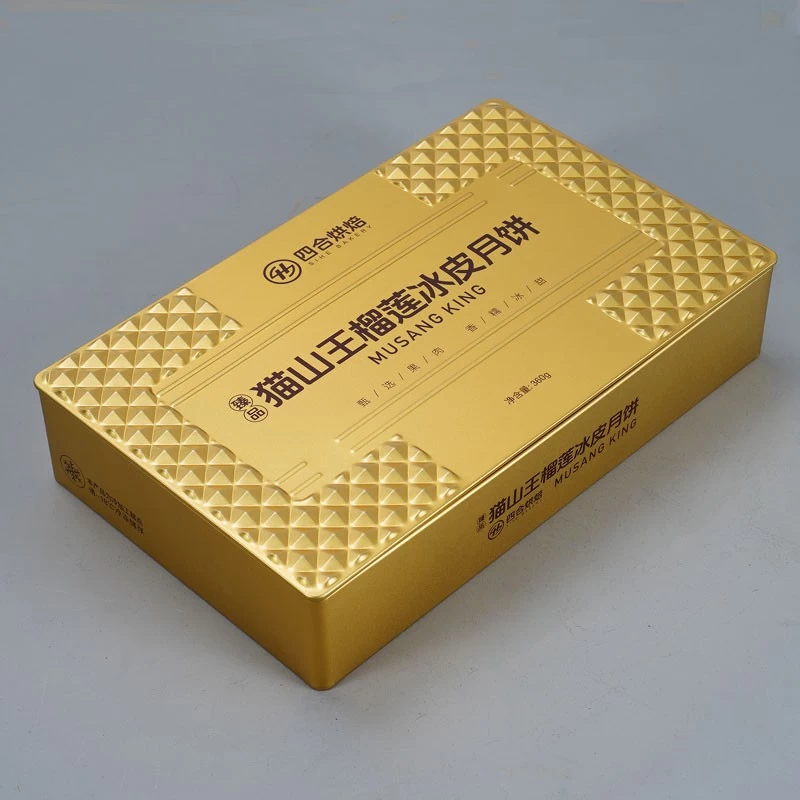 四合烘焙
SIHE BAKERY
臻品
猫山王榴莲冰皮月饼
MUSANG KING
甄/选/果/肉 香/糯/冰/甜
净含量:360g
臻品
猫山王榴莲冰皮月饼
MUSANG KING
四合烘焙